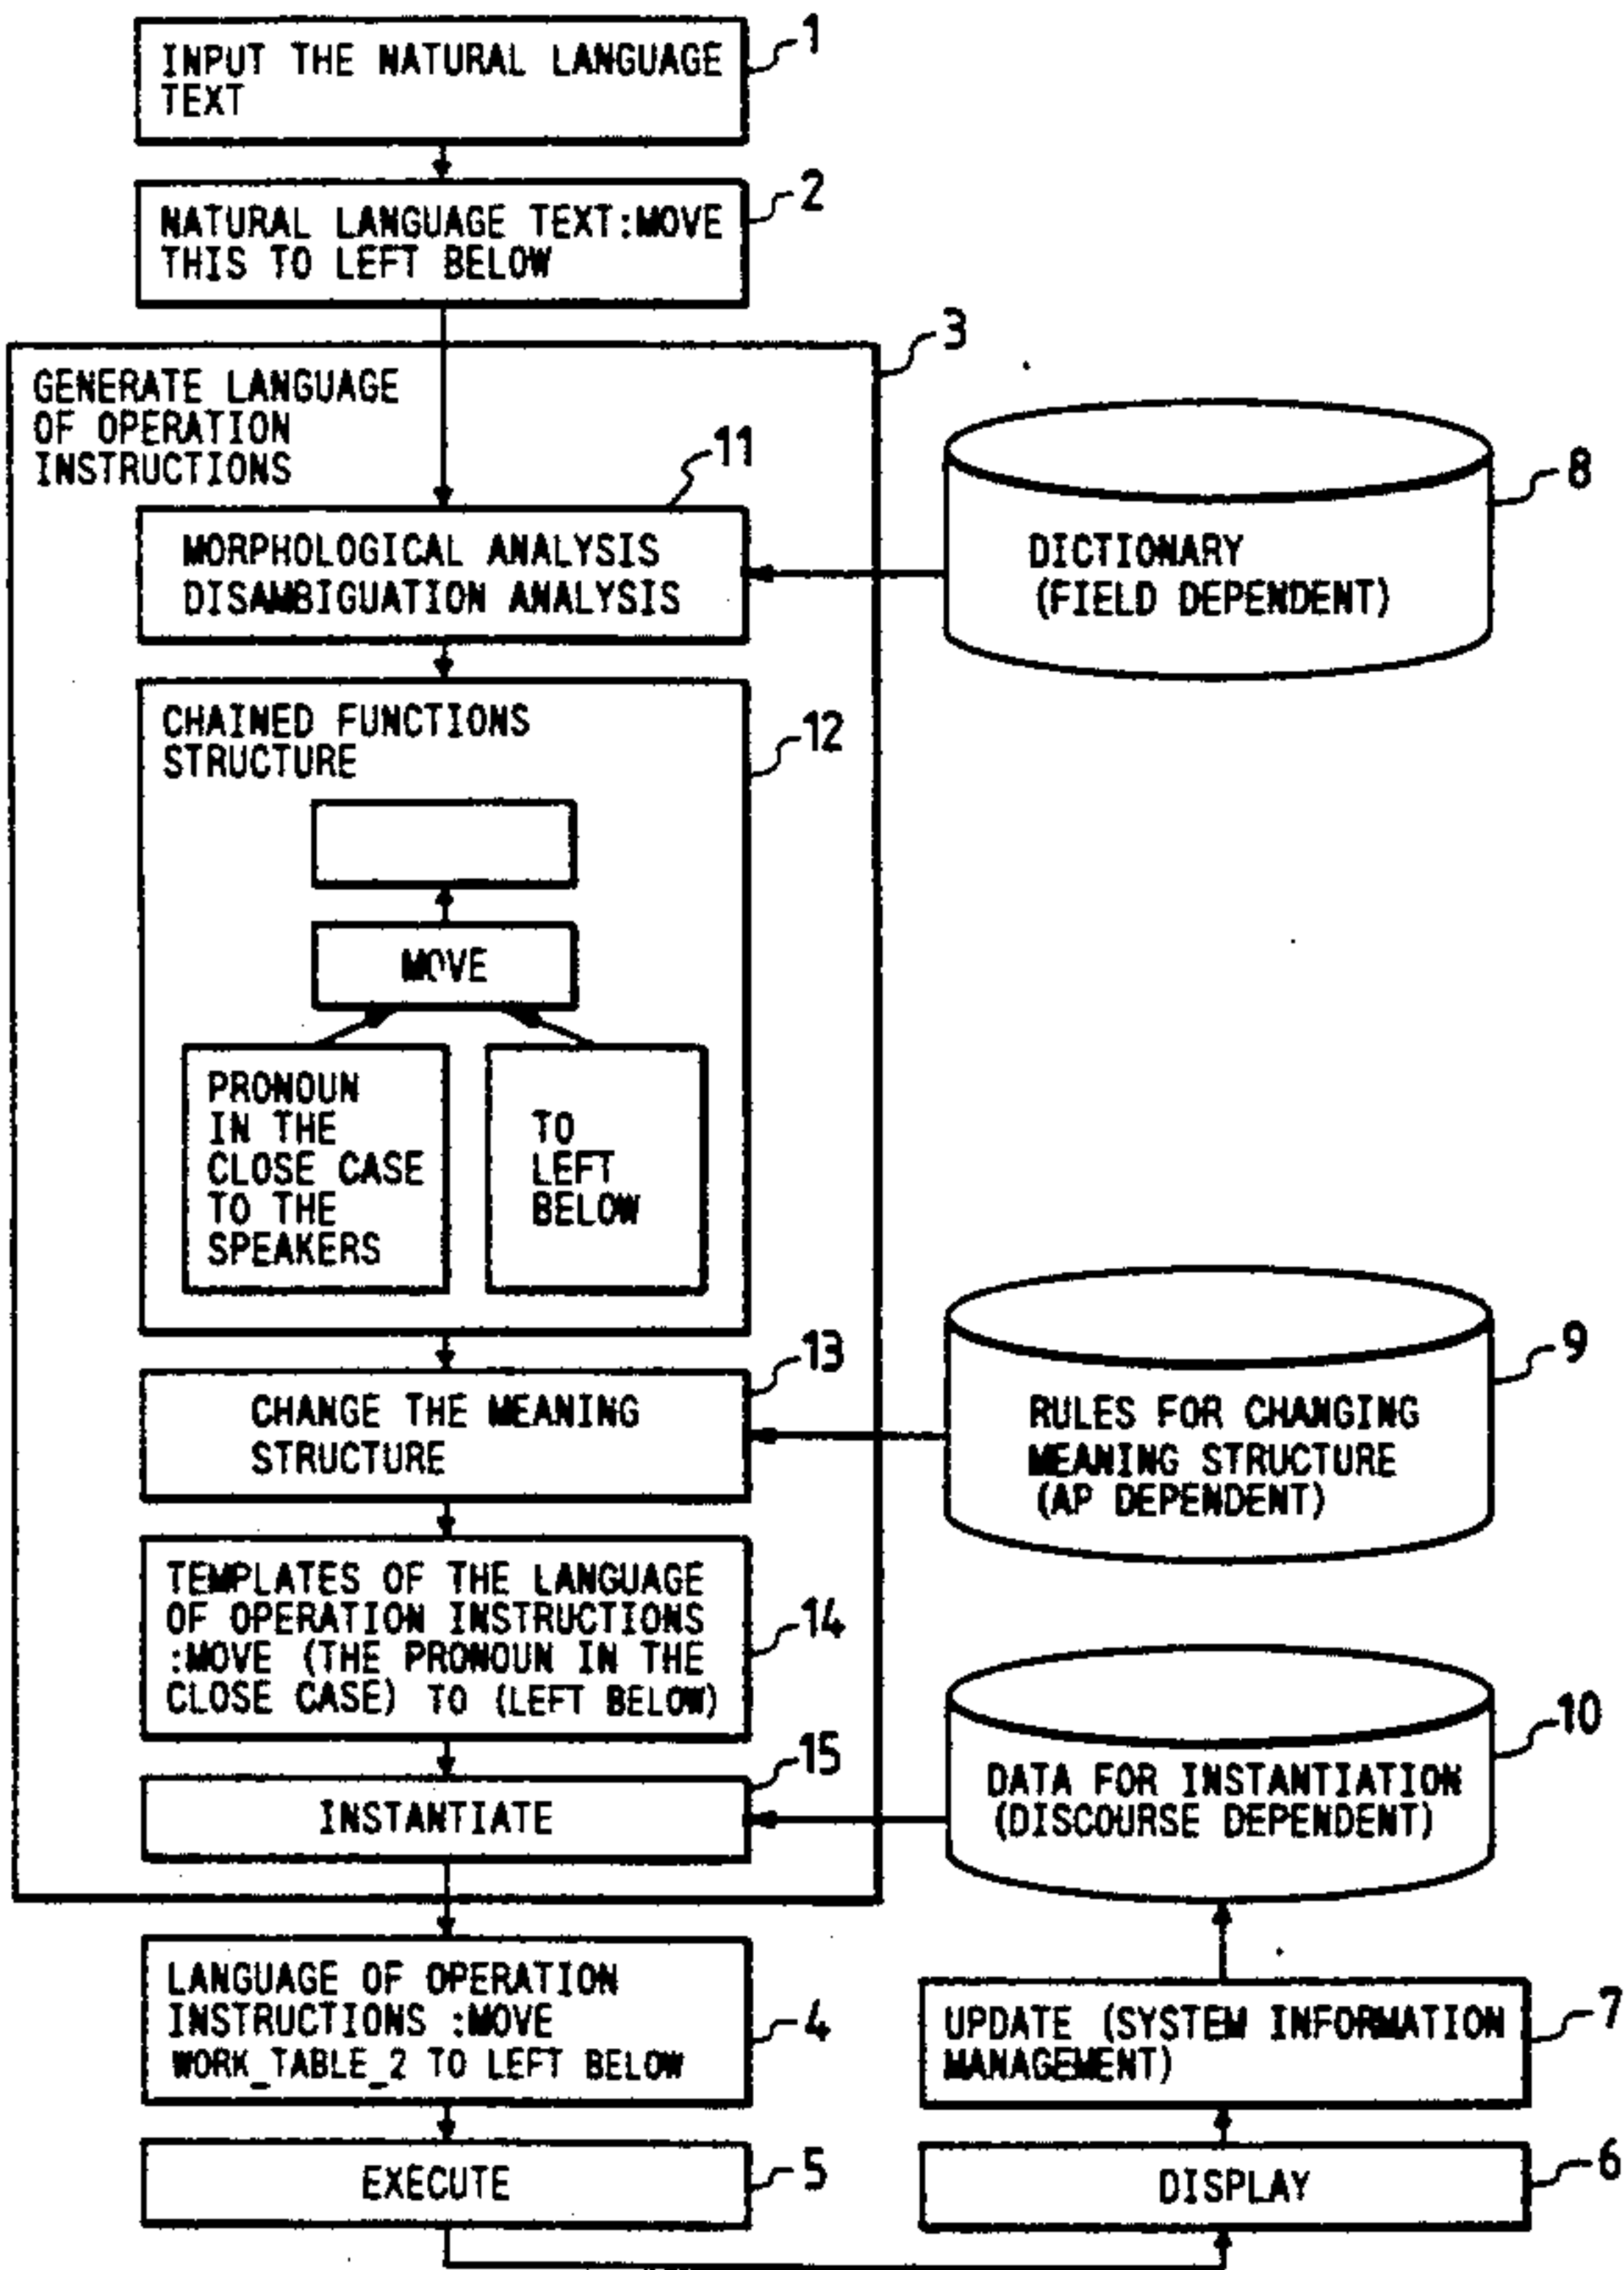 INPUT THE NATURAL LANGUAGE
TEXT
1
NATURAL LANGUAGE TEXT:MOVE
THIS TO LEFT BELOW
2
3
GENERATE LANGUAGE
OF OPERATION
INSTRUCTIONS
11
MORPHOLOGICAL ANALYSIS
DISAMBIGUATION ANALYSIS
DICTIONARY
(FIELD DEPENDENT)
8
CHAINED FUNCTIONS
STRUCTURE
12
MOVE
PRONOUN
IN THE
CLOSE CASE
TO THE
SPEAKERS
TO
LEFT
BELOW
13
CHANGE THE MEANING
STRUCTURE
RULES FOR CHANGING
MEANING STRUCTURE
(AP DEPENDENT)
9
TEMPLATES OF THE LANGUAGE
OF OPERATION INSTRUCTIONS
:MOVE (THE PRONOUN IN THE
CLOSE CASE) TO (LEFT BELOW)
14
15
INSTANTIATE
DATA FOR INSTANTIATION
(DISCOURSE DEPENDENT)
10
LANGUAGE OF OPERATION
INSTRUCTIONS :MOVE
WORK_TABLE_2 TO LEFT BELOW
4
UPDATE (SYSTEM INFORMATION
MANAGEMENT)
7
EXECUTE
5
DISPLAY
6